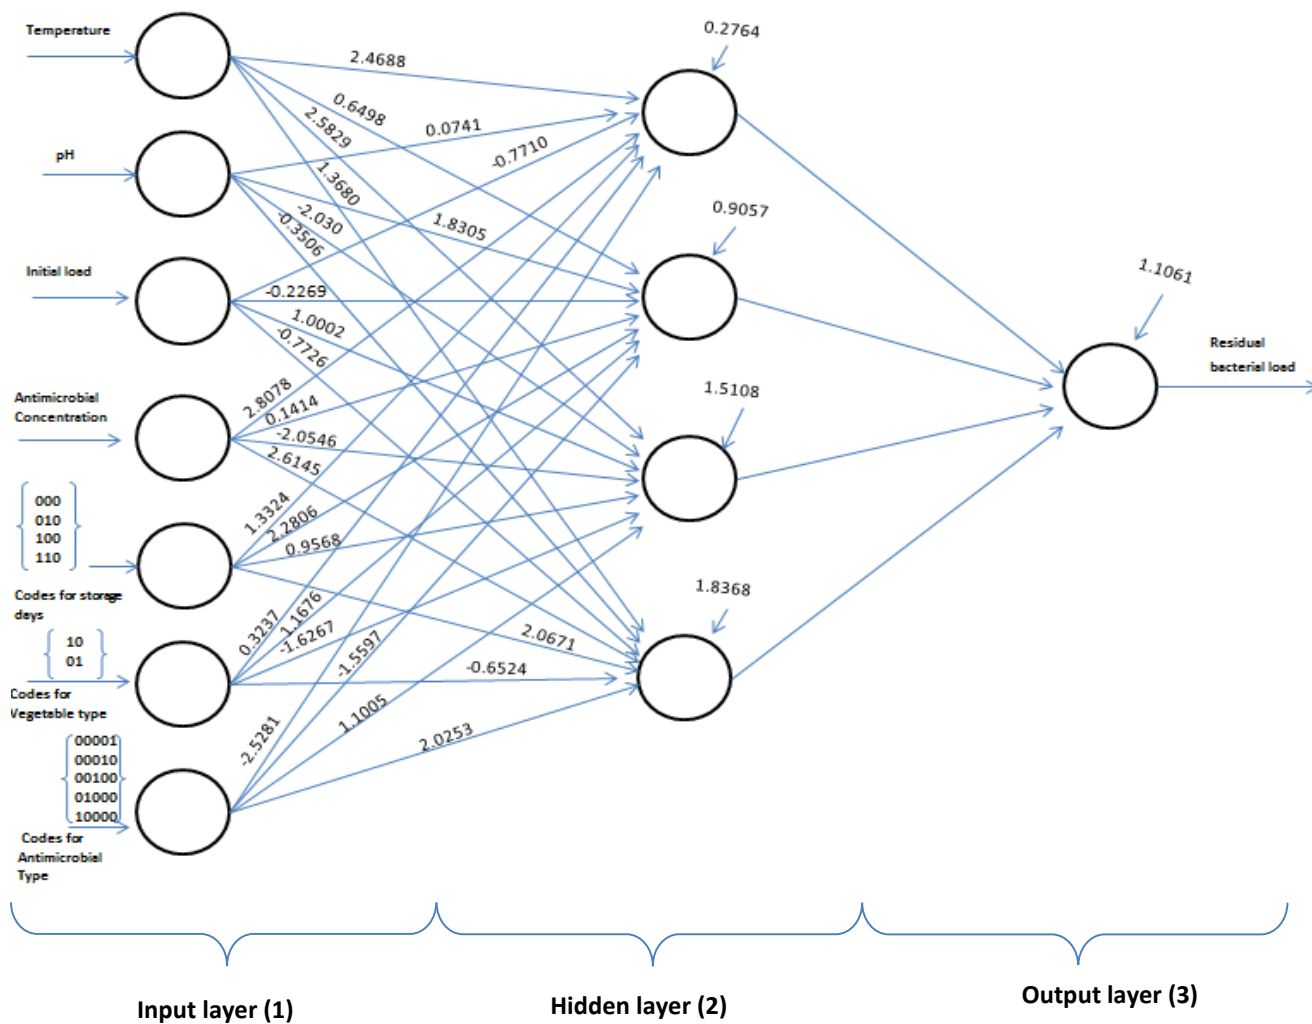 Temperature
pH
Initial load
Antimicrobial
Concentration
000
010
100
110
Codes for storage
days
10
01
Codes for
Vegetable type
00001
00010
00100
01000
10000
Codes for
Antimicrobial
Type
2.4688
0.6498
2.5829
1.3680
0.0741
1.8305
-2.030
-0.3506
-0.7710
-0.2269
1.0002
-0.7726
2.8078
0.1414
-2.0546
2.6145
1.3324
2.2806
0.9568
2.0671
0.3237
1.1676
-1.6267
-0.6524
-2.5281
-1.5597
1.1005
2.0253
0.2764
0.9057
1.5108
1.8368
1.1061
Residual
bacterial load
Input layer (1)
Hidden layer (2)
Output layer (3)